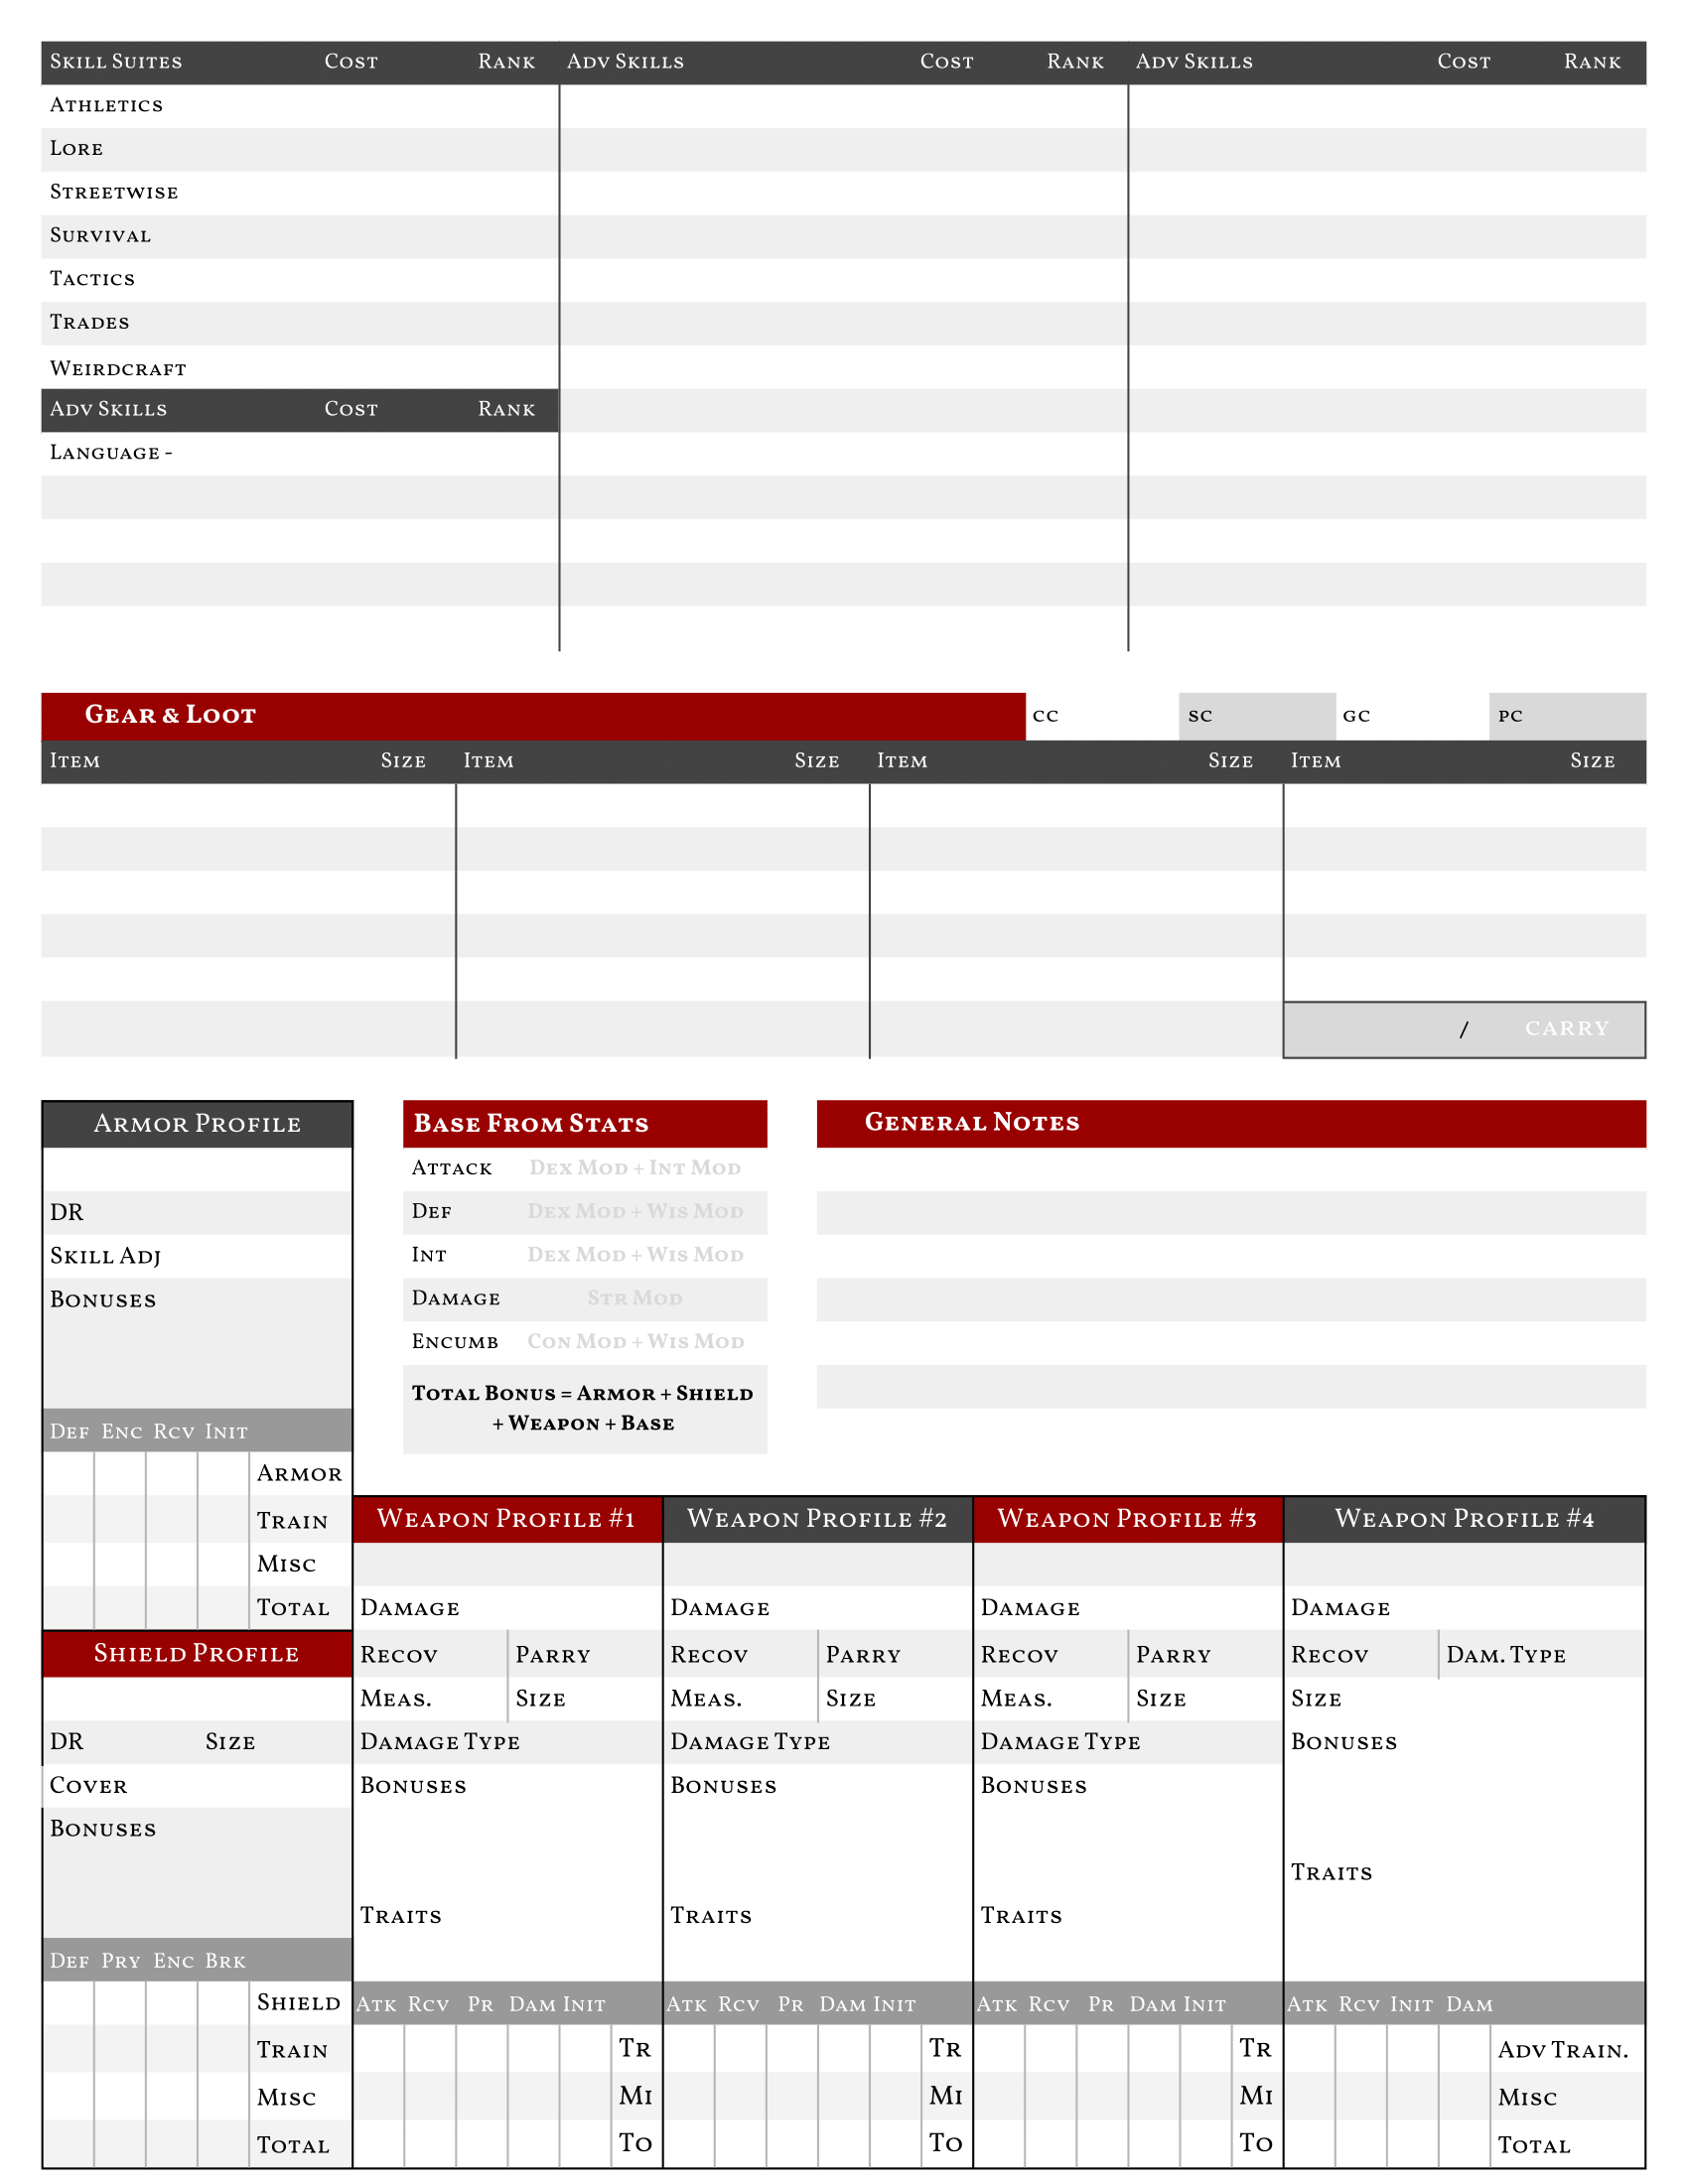 Skill Suites Cost Rank Adv Skills Cost Rank Adv Skills Cost Rank
Athletics
Lore
Streetwise
Survival
Tactics
Trades
Weirdcraft
Adv Skills Cost Rank
Language -
Gear & Loot CC SC GC PC
Item Size Item Size Item Size Item Size
/ CARRY
Armor Profile
DR
Skill Adj
Bonuses
Def Enc Rcv Init
Armor
Train
Misc
Total
Base From Stats
Attack Dex Mod + Int Mod
Def Dex Mod + Wis Mod
Int Dex Mod + Wis Mod
Damage Str Mod
Encumb Con Mod + Wis Mod
Total Bonus = Armor + Shield
+ Weapon + Base
General Notes
Shield Profile
DR Size
Cover
Bonuses
Def Pry Enc Brk
Shield
Train
Misc
Total
Weapon Profile #1
Damage
Recov Parry
Meas. Size
Damage Type
Bonuses
Traits
Atk Rcv Pr Dam Init
Tr
Mi
To
Weapon Profile #2
Damage
Recov Parry
Meas. Size
Damage Type
Bonuses
Traits
Atk Rcv Pr Dam Init
Tr
Mi
To
Weapon Profile #3
Damage
Recov Parry
Meas. Size
Damage Type
Bonuses
Traits
Atk Rcv Pr Dam Init
Tr
Mi
To
Weapon Profile #4
Damage
Recov Dam. Type
Size
Bonuses
Traits
Atk Rcv Init Dam
Adv Train.
Misc
Total